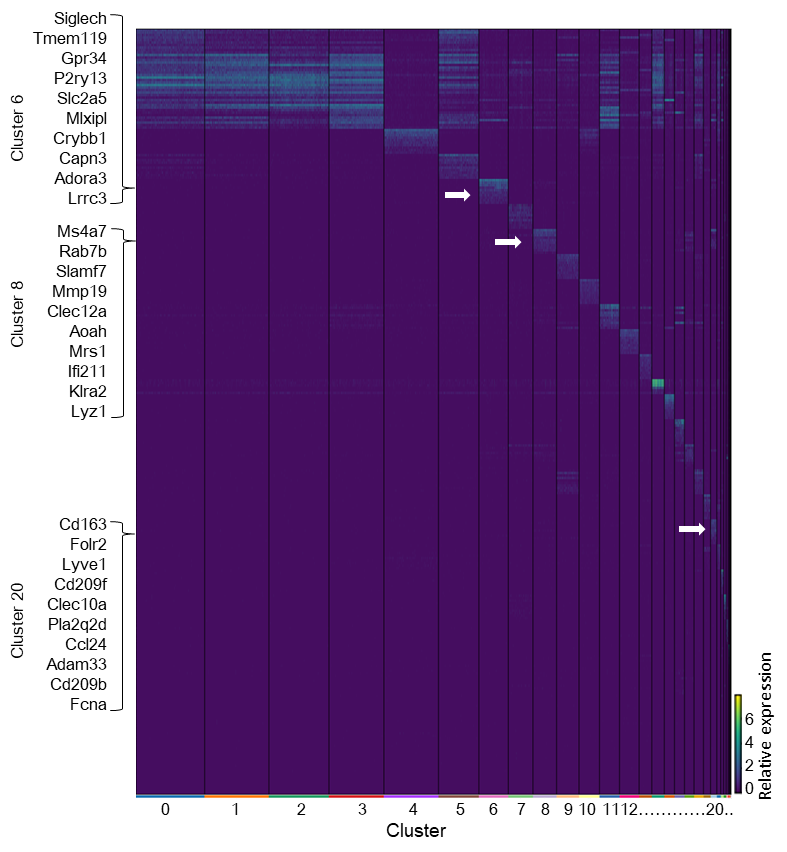 Siglech
Tmem119
Gpr34
P2ry13
Slc2a5
Mlxipl
Crybb1
Capn3
Adora3
Lrrc3
Cluster 6
Ms4a7
Rab7b
Slamf7
Mmp19
Clec12a
Aoah
Mrs1
Ifi211
Klra2
Lyz1
Cluster 8
Cd163
Folr2
Lyve1
Cd209f
Clec10a
Pla2q2d
Ccl24
Adam33
Cd209b
Fcna
Cluster 20
6
4
2
0
Relative expression
0 1 2 3 4 5 6 7 8 9 10 11 12...........20..
Cluster